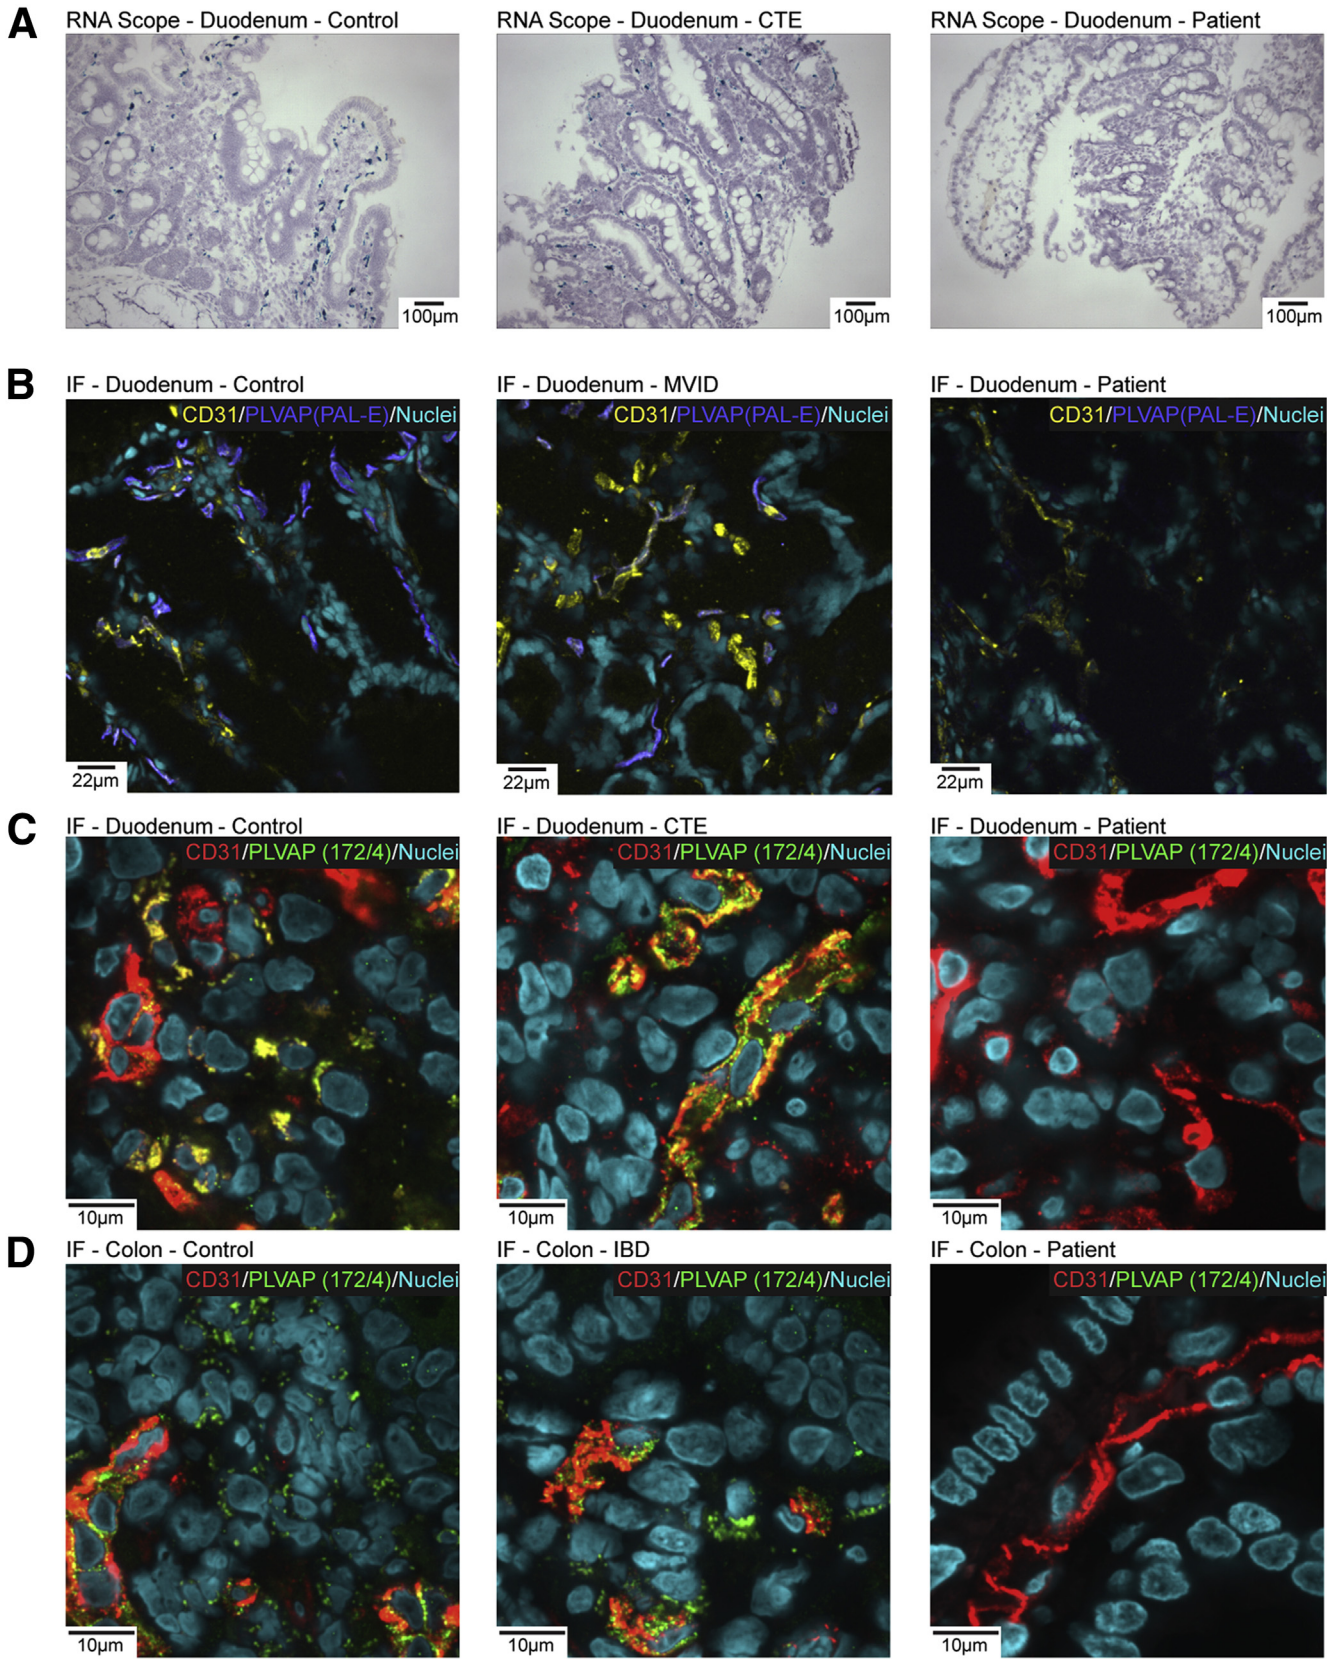 A
RNA Scope - Duodenum - Control
RNA Scope - Duodenum - CTE
RNA Scope - Duodenum - Patient
100µm
100µm
100µm
B
IF - Duodenum - Control
IF - Duodenum - MVID
IF - Duodenum - Patient
CD31/PLVAP(PAL-E)/Nuclei
CD31/PLVAP(PAL-E)/Nuclei
CD31/PLVAP(PAL-E)/Nuclei
22µm
22µm
22µm
C
IF - Duodenum - Control
IF - Duodenum - CTE
IF - Duodenum - Patient
CD31/PLVAP (172/4)/Nuclei
CD31/PLVAP (172/4)/Nuclei
CD31/PLVAP (172/4)/Nuclei
10µm
10µm
10µm
D
IF - Colon - Control
IF - Colon - IBD
IF - Colon - Patient
CD31/PLVAP (172/4)/Nuclei
CD31/PLVAP (172/4)/Nuclei
CD31/PLVAP (172/4)/Nuclei
10µm
10µm
10µm